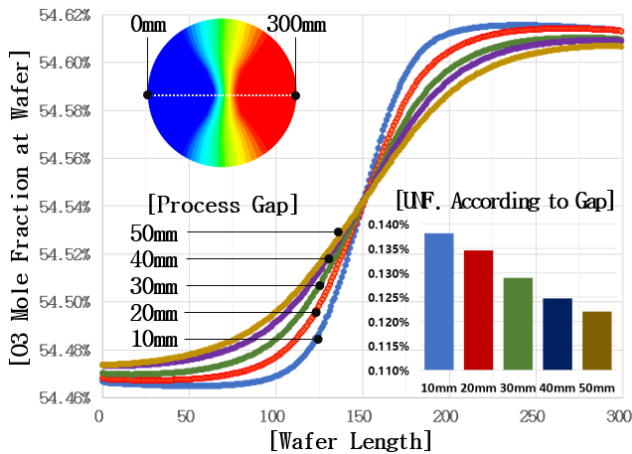 [O3 Mole Fraction at Wafer]
54.62%
54.60%
54.58%
54.56%
54.54%
54.52%
54.50%
54.48%
54.46%
0mm
300mm
[Process Gap]
50mm
40mm
30mm
20mm
10mm
[UNF. According to Gap]
0.140%
0.135%
0.130%
0.125%
0.120%
0.115%
0.110%
10mm 20mm 30mm 40mm 50mm
0 50 100 150 200 250 300
[Wafer Length]